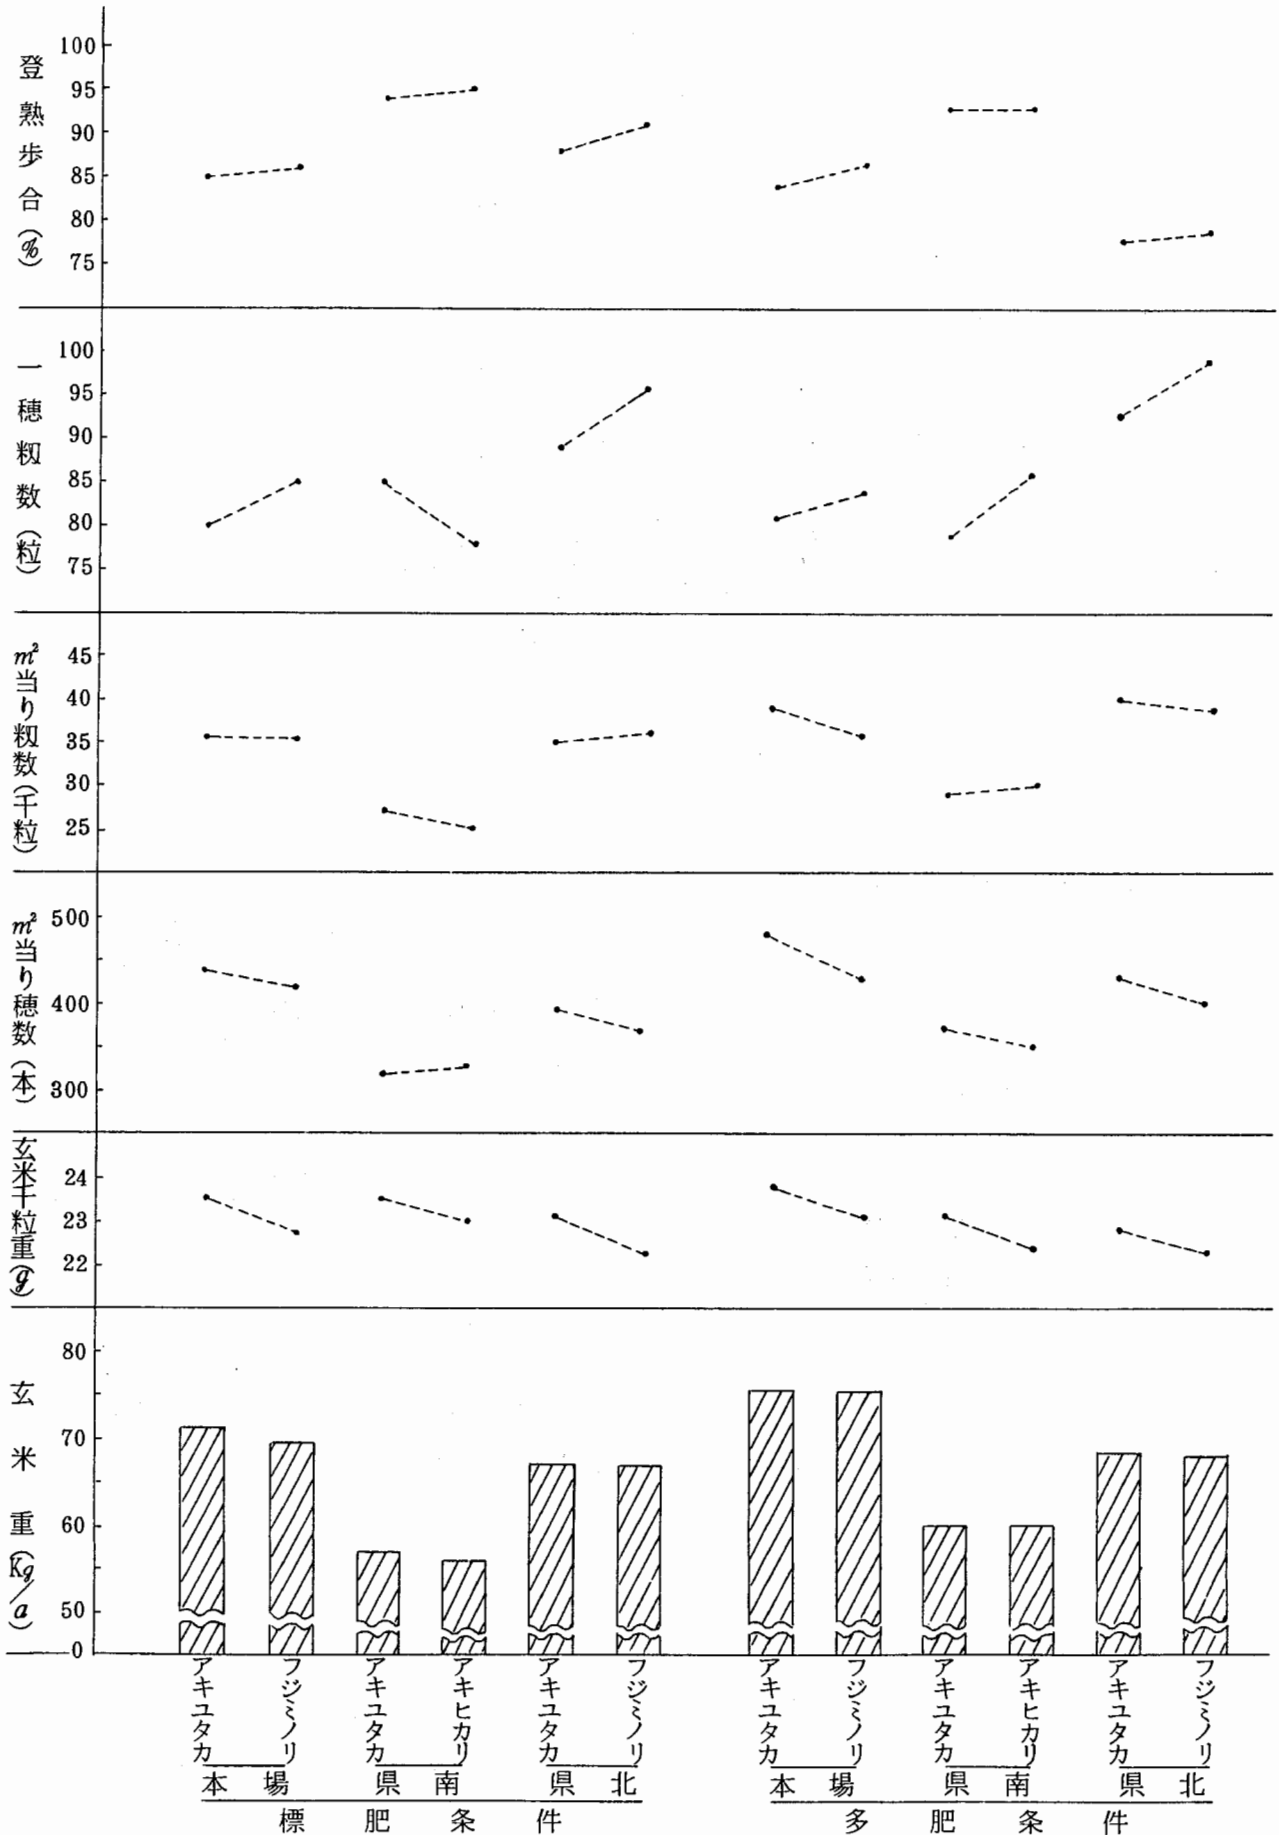 登熟歩合(%)
100
95
90
85
80
75
一穂籾数(粒)
100
95
90
85
80
75
m²当り籾数(千粒)
45
40
35
30
25
m²当り穂数(本)
500
400
300
玄米千粒重(g)
24
23
22
玄米重(Kg/a)
80
70
60
50
0
アキユタカ
フジミノリ
アキユタカ
アキヒカリ
アキユタカ
フジミノリ
アキユタカ
フジミノリ
アキユタカ
アキヒカリ
アキユタカ
フジミノリ
本場 県南 県北 本場 県南 県北
標肥条件 多肥条件